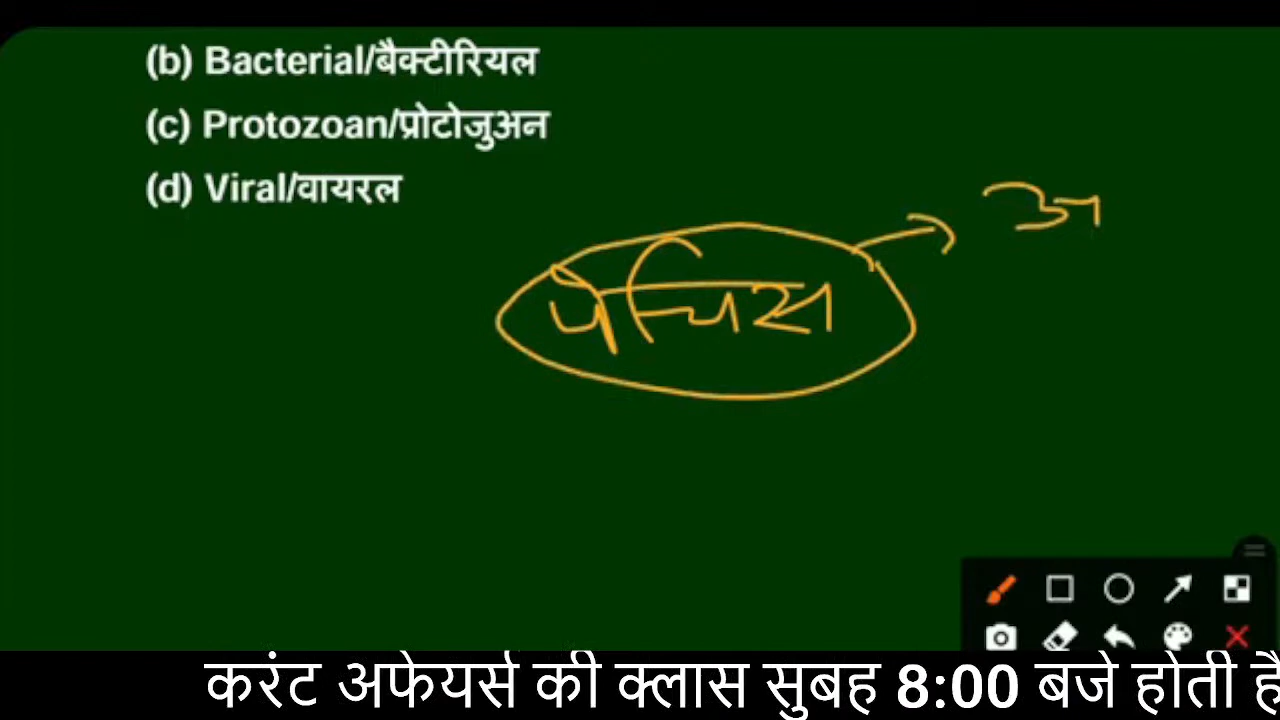 (b) Bacterial/बैक्टीरियल
(c) Protozoan/प्रोटोजुअन
(d) Viral/वायरल
अ
पेचिस
करंट अफेयर्स की क्लास सुबह 8:00 बजे होती है